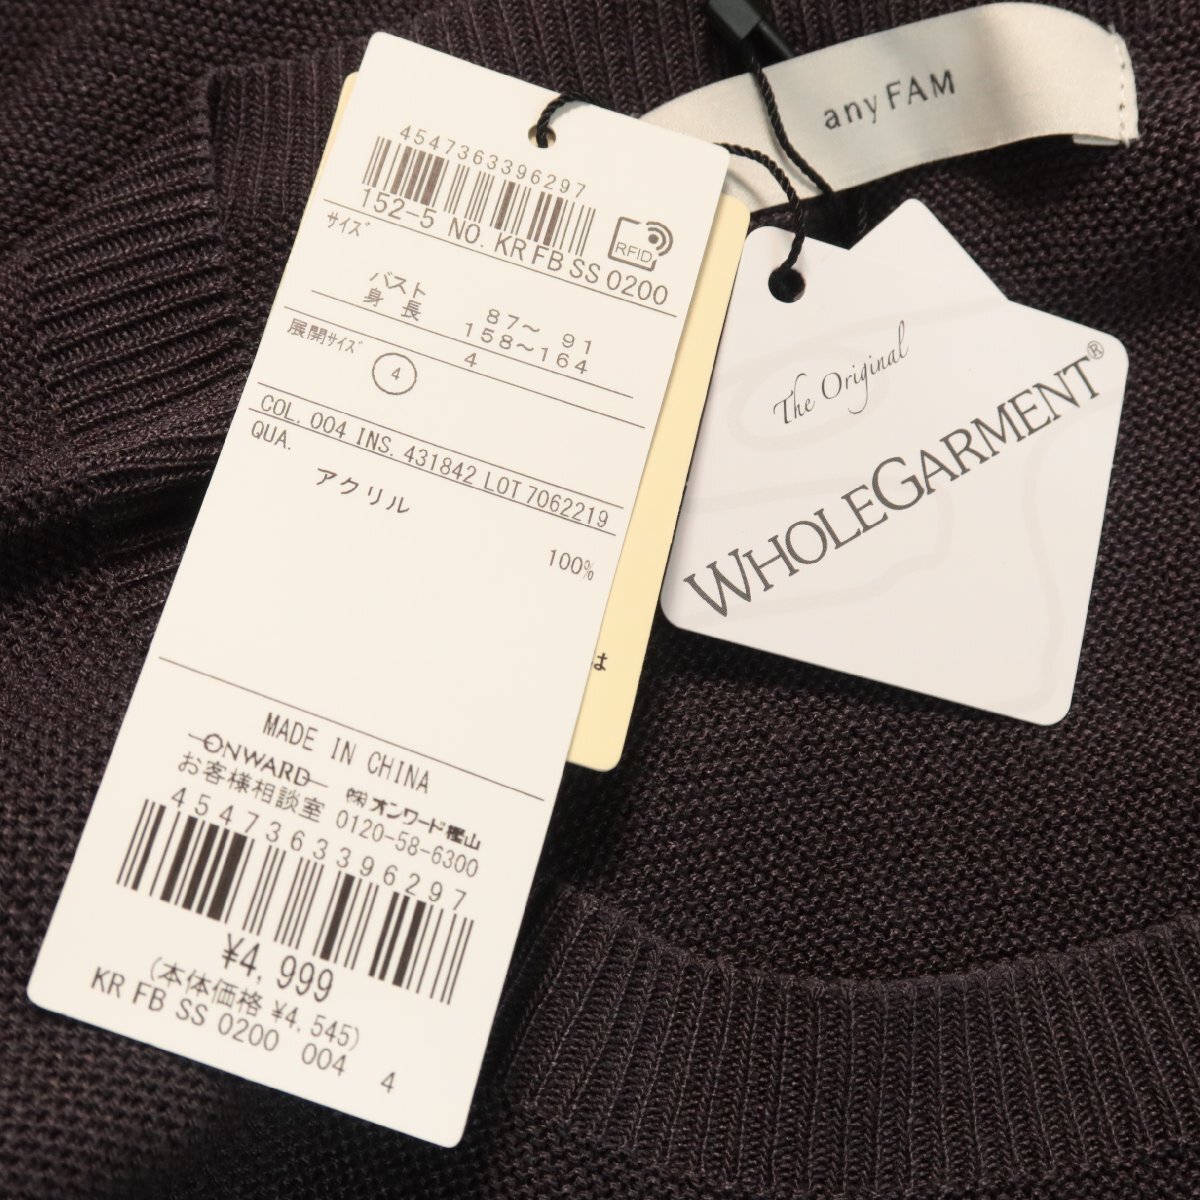 4547363396297
152-5 NO. KR FB SS 0200
RFID
サイズ
バスト 87～ 91
身 長 158～164
展開サイズ 4
4
COL. 004 INS. 431842 LOT 7062219
QUA.
アクリル
100%
MADE IN CHINA
ONWARD ㈱オンワード樫山
お客様相談室 0120-58-6300
4547363396297
¥4,999
(本体価格 ¥4,545)
KR FB SS 0200 004 4
は
any FAM
The Original
WHOLEGARMENT®